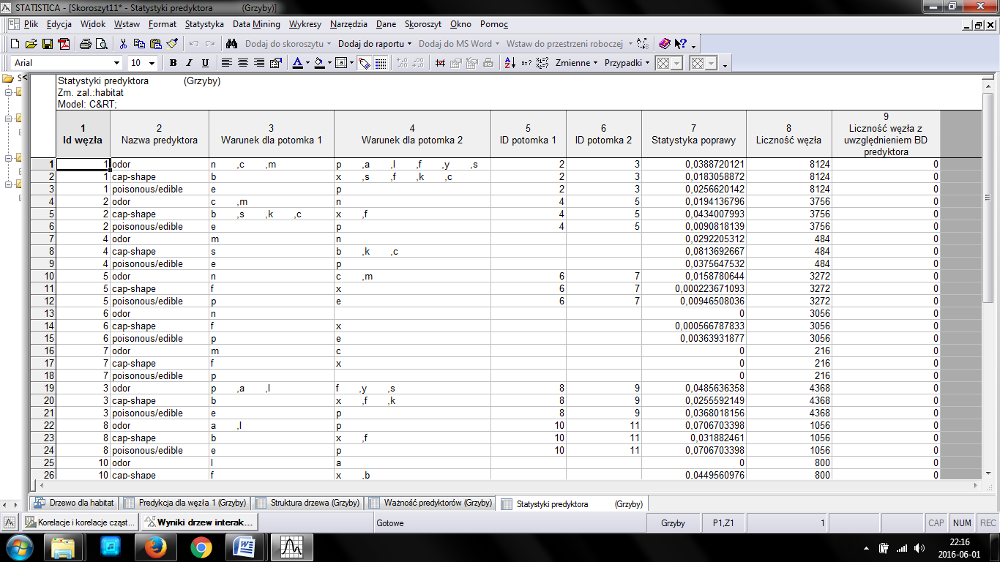 STATISTICA - [Skoroszyt11* - Statystyki predyktora (Grzyby)]
Plik Edycja Widok Wstaw Format Statystyka Data Mining Wykresy Narzędzia Dane Skoroszyt Okno Pomoc
Dodaj do skoroszytu Dodaj do raportu Dodaj do MS Word Wstaw do przestrzeni roboczej
Arial 10 B I U Zmienne Przypadki
Statystyki predyktora (Grzyby)
Zm. zal.:habitat
Model: C&RT;
1 2 3 4 5 6 7 8 9
Id węzła Nazwa predyktora Warunek dla potomka 1 Warunek dla potomka 2 ID potomka 1 ID potomka 2 Statystyka poprawy Liczność węzła Liczność węzła z uwzględnieniem BD predyktora
1 1 odor n ,c ,m p ,a ,l ,f ,y ,s 2 3 0,0388720121 8124 0
2 1 cap-shape b x ,s ,f ,k ,c 2 3 0,0183058872 8124 0
3 1 poisonous/edible e p 2 3 0,0256620142 8124 0
4 2 odor c ,m n 4 5 0,0194136796 3756 0
5 2 cap-shape b ,s ,k ,c x ,f 4 5 0,0434007993 3756 0
6 2 poisonous/edible e p 4 5 0,0090818139 3756 0
7 4 odor m n 0,0292205312 484 0
8 4 cap-shape s b ,k ,c 0,0813692667 484 0
9 4 poisonous/edible e p 0,0375647532 484 0
10 5 odor n c ,m 6 7 0,0158780644 3272 0
11 5 cap-shape f x 6 7 0,000223671093 3272 0
12 5 poisonous/edible p e 6 7 0,00946508036 3272 0
13 6 odor n 0 3056 0
14 6 cap-shape f x 0,000566787833 3056 0
15 6 poisonous/edible p e 0,00363931877 3056 0
16 7 odor m c 0 216 0
17 7 cap-shape f x 0 216 0
18 7 poisonous/edible p 0 216 0
19 3 odor p ,a ,l f ,y ,s 8 9 0,0485636358 4368 0
20 3 cap-shape b x ,f ,k 8 9 0,0255592149 4368 0
21 3 poisonous/edible e p 8 9 0,0368018156 4368 0
22 8 odor a ,l p 10 11 0,0706703398 1056 0
23 8 cap-shape b x ,f 10 11 0,031882461 1056 0
24 8 poisonous/edible e p 10 11 0,0706703398 1056 0
25 10 odor l a 0 800 0
26 10 cap-shape f x ,b 0,0449560976 800 0
Drzewo dla habitat Predykcja dla węzła 1 (Grzyby) Struktura drzewa (Grzyby) Ważność predyktorów (Grzyby) Statystyki predyktora (Grzyby)
Korelacje i korelacje cząst... Wyniki drzew interak... Gotowe Grzyby P1,Z1 1 CAP NUM REC
22:16
2016-06-01